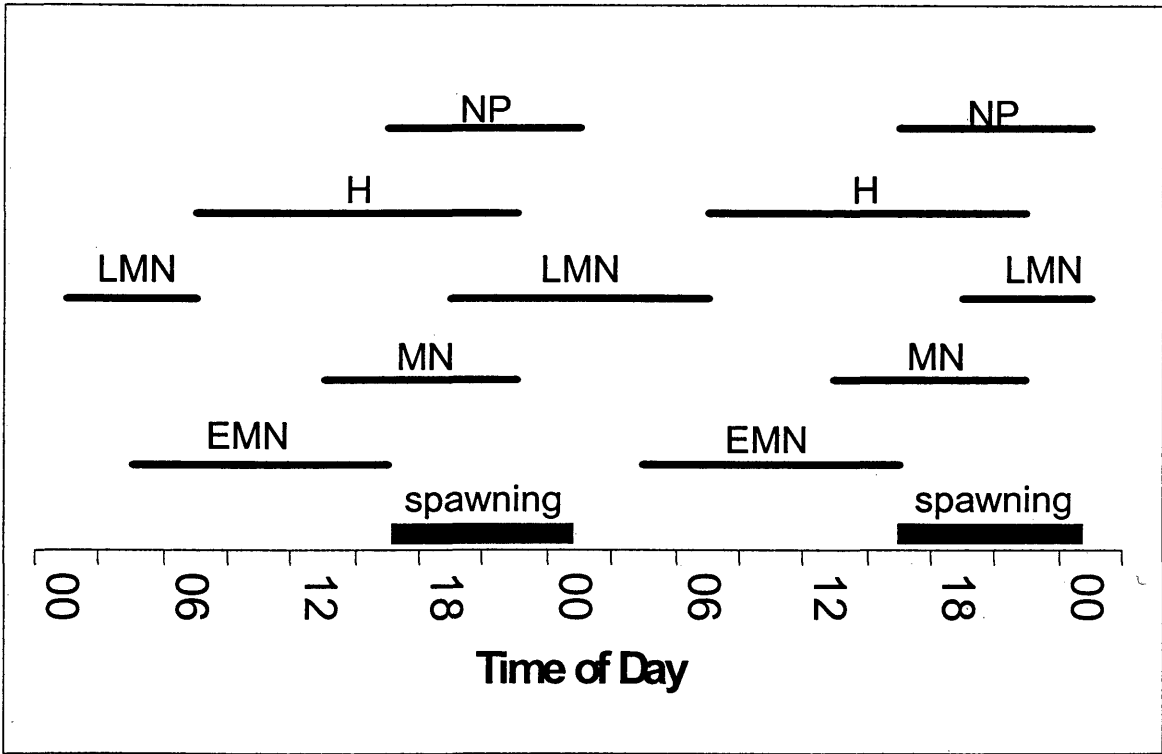 NP NP
H H
LMN LMN LMN
MN MN
EMN EMN
spawning spawning
00 06 12 18 00 06 12 18 00
Time of Day